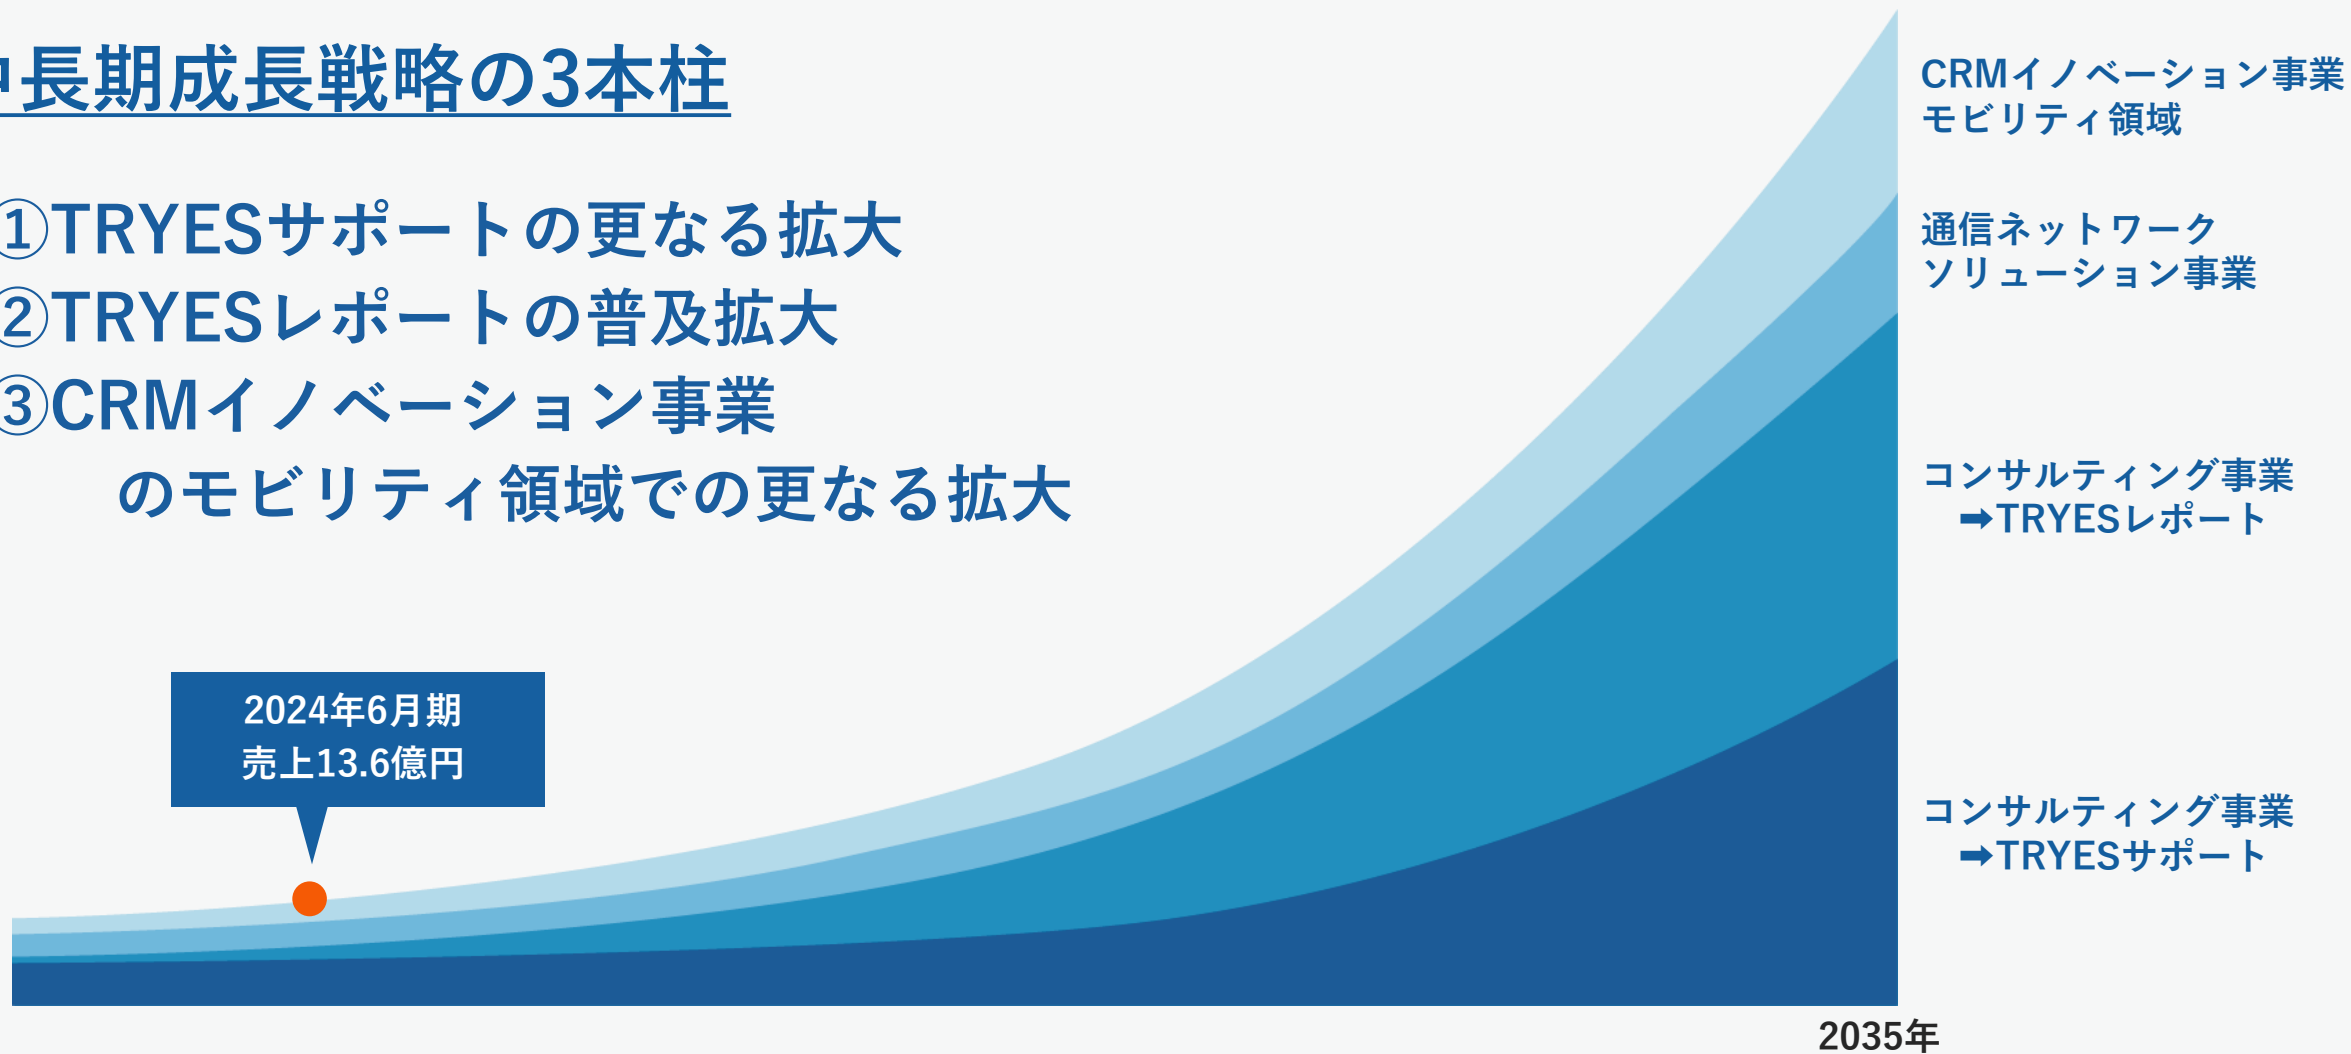 中長期成長戦略の3本柱
①TRYESサポートの更なる拡大
②TRYESレポートの普及拡大
③CRMイノベーション事業
のモビリティ領域での更なる拡大
2024年6月期
売上13.6億円
CRMイノベーション事業
モビリティ領域
通信ネットワーク
ソリューション事業
コンサルティング事業
➡TRYESレポート
コンサルティング事業
➡TRYESサポート
2035年